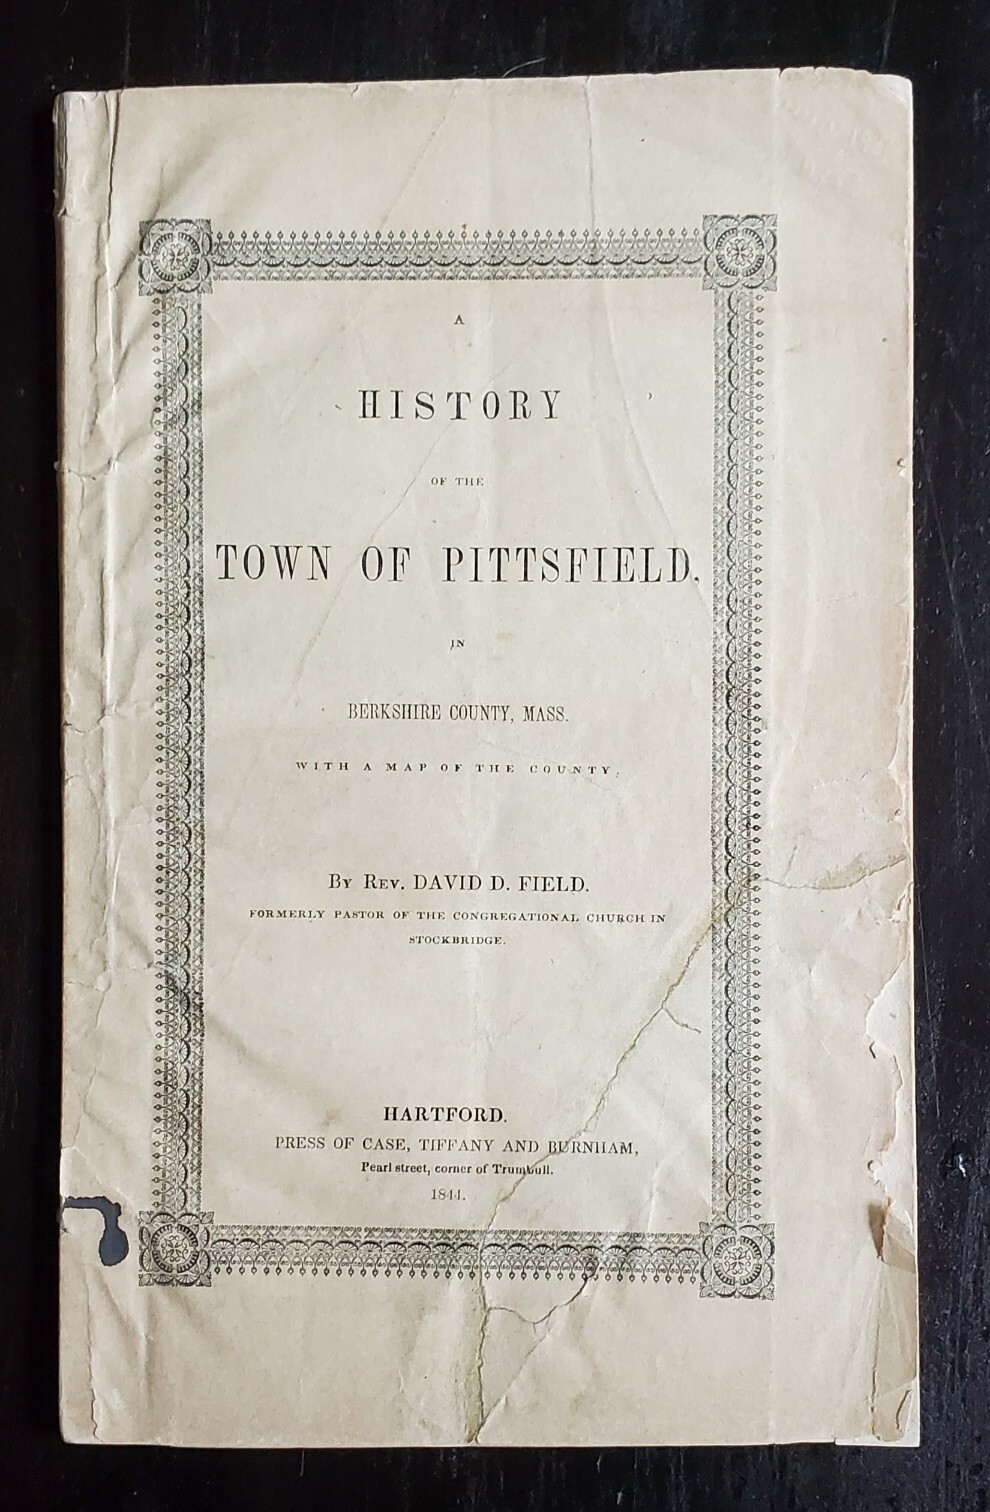 A
HISTORY
OF THE
TOWN OF PITTSFIELD,
IN
BERKSHIRE COUNTY, MASS.
WITH A MAP OF THE COUNTY.
BY REV. DAVID D. FIELD.
FORMERLY PASTOR OF THE CONGREGATIONAL CHURCH IN
STOCKBRIDGE.
HARTFORD.
PRESS OF CASE, TIFFANY AND BURNHAM,
Pearl street, corner of Trumbull.
1844.